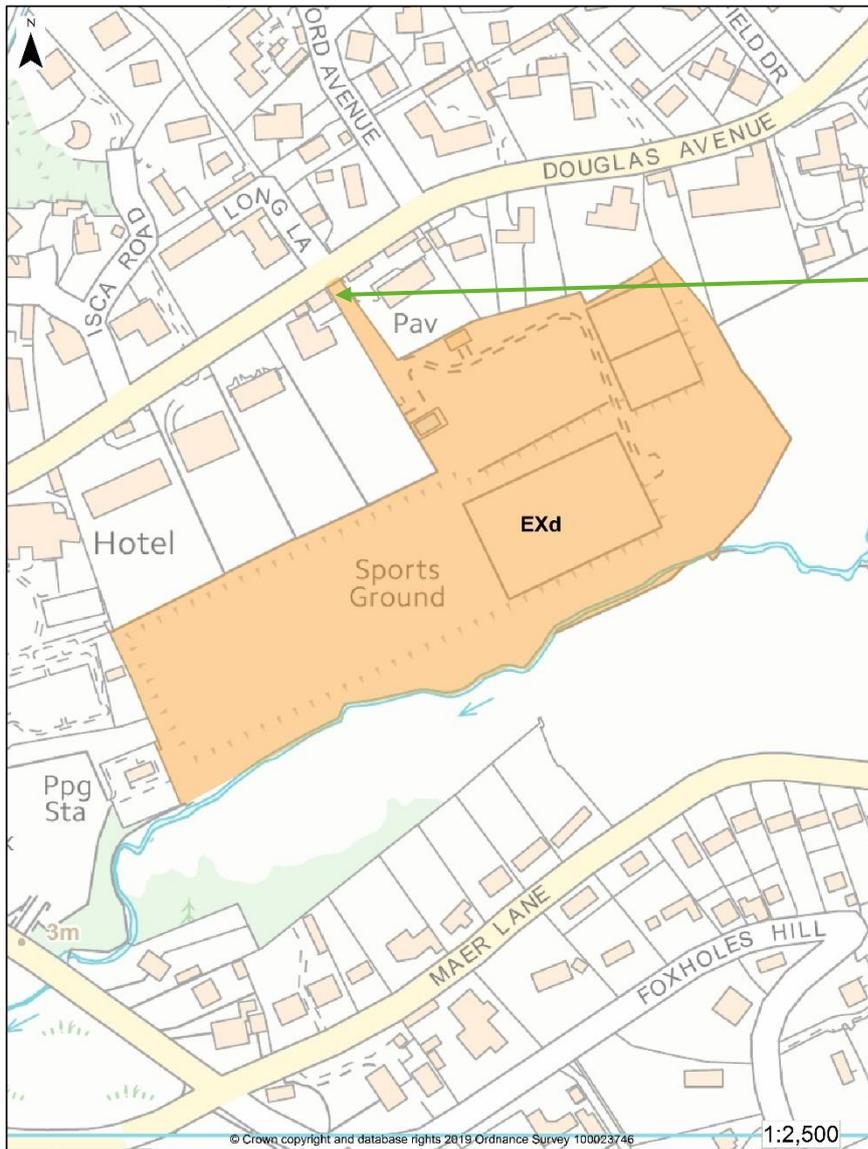 N
ORD AVENUE
IELD DR
DOUGLAS AVENUE
LONG LA
ISCA ROAD
Pav
EXd
Hotel
Sports
Ground
Ppg
Sta
3m
MAER LANE
FOXHOLES HILL
1:2,500
© Crown copyright and database rights 2019 Ordnance Survey 100023746